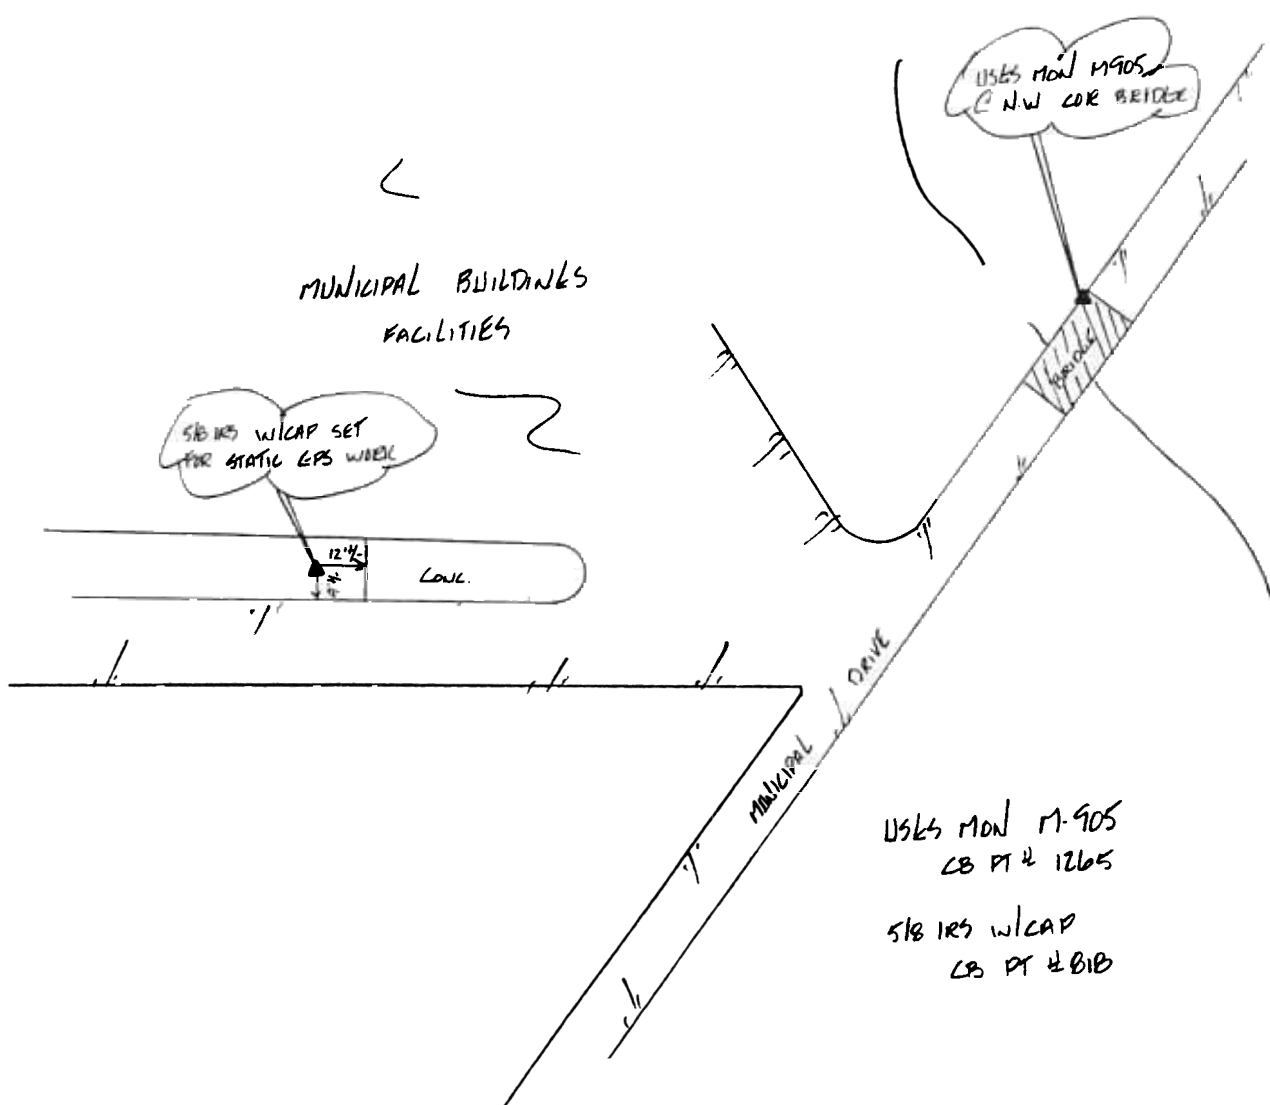 USGS MON M905
@ N.W COR BRIDGE
MUNICIPAL BUILDINGS
FACILITIES
5/8 IRS W/CAP SET
FOR STATIC GPS WORK
BRIDGE
12'+/-
CONC.
MUNICIPAL DRIVE
USGS MON M-905
CB PT # 1265
5/8 IRS W/CAP
CB PT # 818